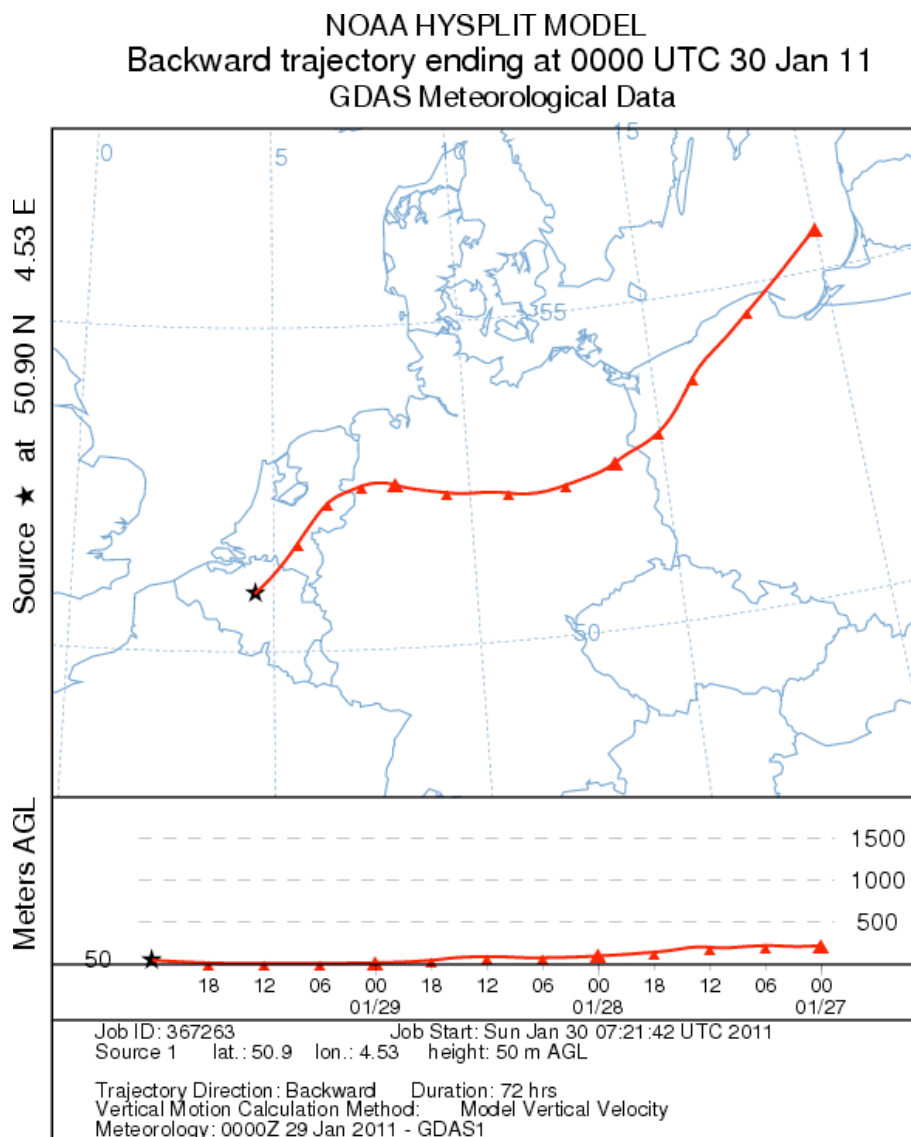 NOAA HYSPLIT MODEL
Backward trajectory ending at 0000 UTC 30 Jan 11
GDAS Meteorological Data
Source ★ at 50.90 N 4.53 E
0
5
10
15
55
50
Meters AGL
1500
1000
500
50
18 12 06 00 18 12 06 00 18 12 06 00
01/29 01/28 01/27
Job ID: 367263 Job Start: Sun Jan 30 07:21:42 UTC 2011
Source 1 lat.: 50.9 lon.: 4.53 height: 50 m AGL
Trajectory Direction: Backward Duration: 72 hrs
Vertical Motion Calculation Method: Model Vertical Velocity
Meteorology: 0000Z 29 Jan 2011 - GDAS1